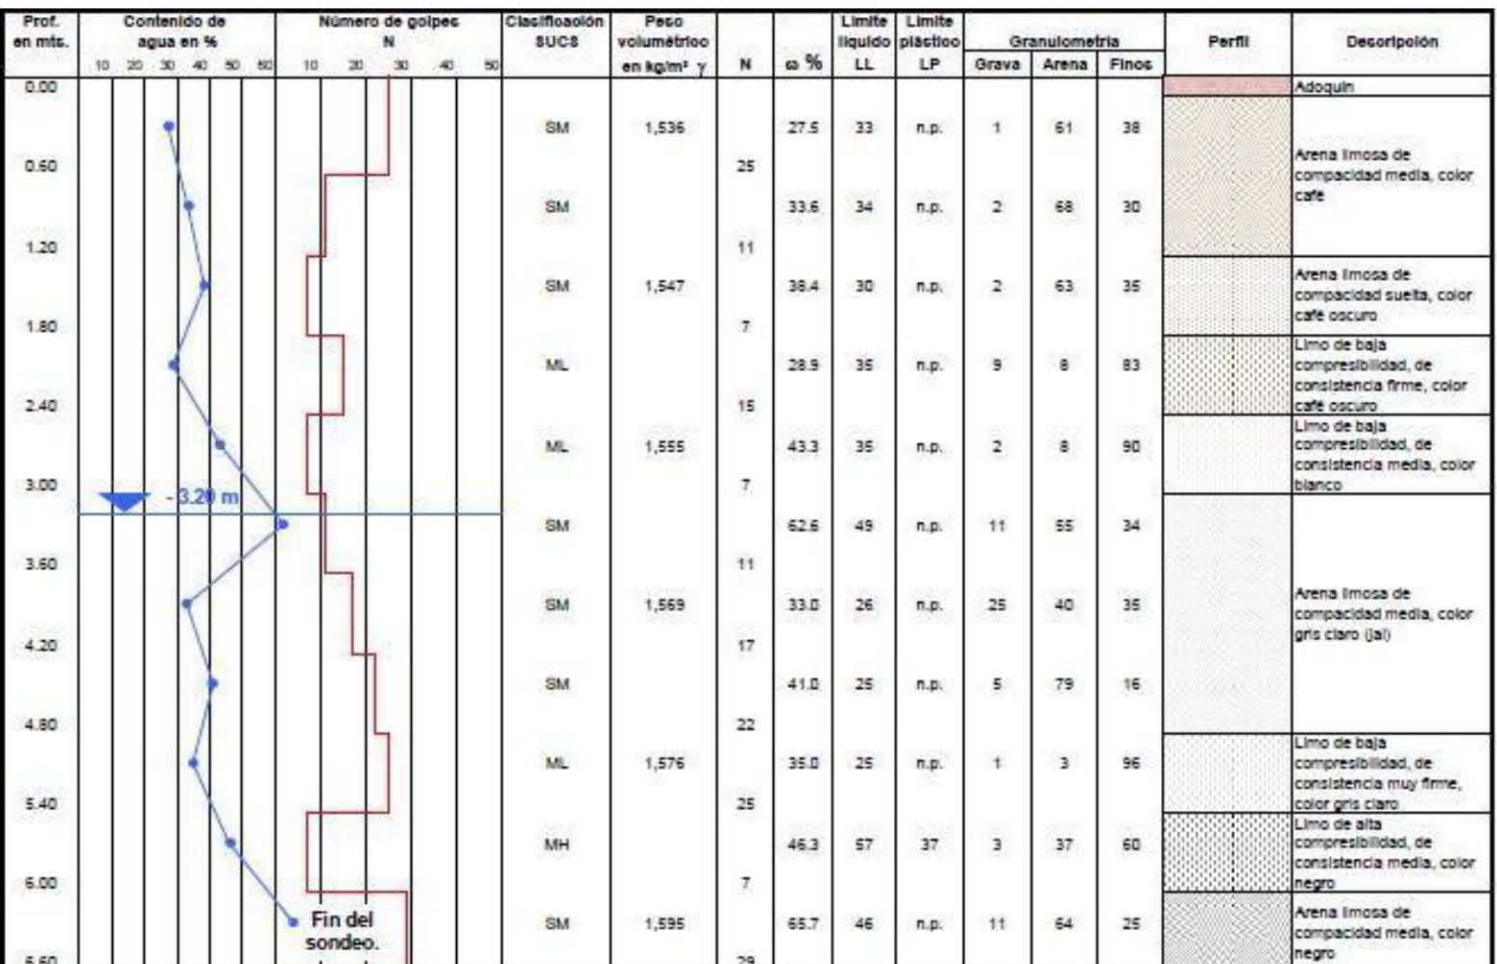 Prof. en mts. Contenido de agua en % Número de golpes N Clasificación SUCS Peso volumétrico en kg/m³ γ N ω % Límite líquido LL Límite plástico LP Granulometría Grava Arena Finos Perfil Descripción
10 20 30 40 50 60 10 20 30 40 50
0.00 Adoquín
SM 1,536 27.5 33 n.p. 1 61 38
0.60 25
Arena limosa de
compacidad media, color
café
SM 33.6 34 n.p. 2 68 30
1.20 11
SM 1,547 38.4 30 n.p. 2 63 35
Arena limosa de
compacidad suelta, color
café oscuro
1.80 7
ML 28.9 35 n.p. 9 8 83
Limo de baja
compresibilidad, de
consistencia firme, color
café oscuro
2.40 15
ML 1,555 43.3 35 n.p. 2 8 90
Limo de baja
compresibilidad, de
consistencia media, color
blanco
3.00 7
- 3.20 m
SM 62.6 49 n.p. 11 55 34
3.60 11
SM 1,569 33.0 26 n.p. 25 40 35
Arena limosa de
compacidad media, color
gris claro (jal)
4.20 17
SM 41.0 25 n.p. 5 79 16
4.80 22
ML 1,576 35.0 25 n.p. 1 3 96
Limo de baja
compresibilidad, de
consistencia muy firme,
color gris claro
5.40 25
MH 46.3 57 37 3 37 60
Limo de alta
compresibilidad, de
consistencia media, color
negro
6.00 7
Fin del
sondeo.
SM 1,595 65.7 46 n.p. 11 64 25
Arena limosa de
compacidad media, color
negro
6.60 29